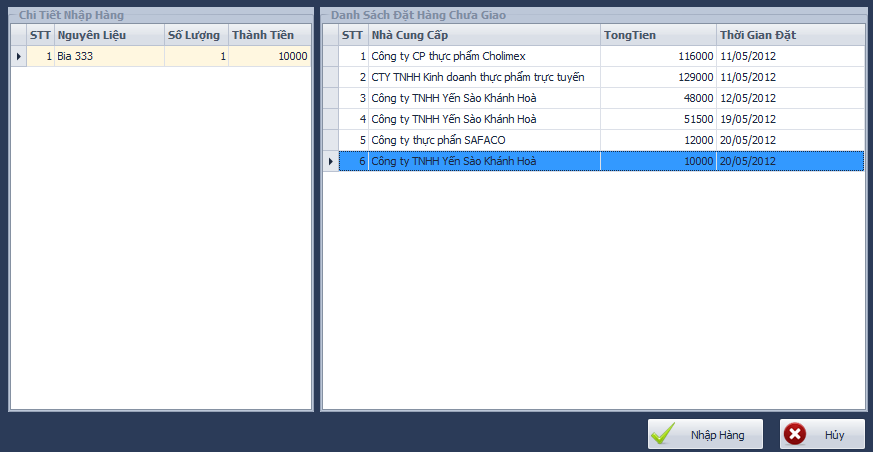 Chi Tiết Nhập Hàng
STT Nguyên Liệu Số Lượng Thành Tiền
1 Bia 333 1 10000
Danh Sách Đặt Hàng Chưa Giao
STT Nhà Cung Cấp TongTien Thời Gian Đặt
1 Công ty CP thực phẩm Cholimex 116000 11/05/2012
2 CTY TNHH Kinh doanh thực phẩm trực tuyến 129000 11/05/2012
3 Công ty TNHH Yến Sào Khánh Hoà 48000 12/05/2012
4 Công ty TNHH Yến Sào Khánh Hoà 51500 19/05/2012
5 Công ty thực phẩn SAFACO 12000 20/05/2012
6 Công ty TNHH Yến Sào Khánh Hoà 10000 20/05/2012
Nhập Hàng Hủy